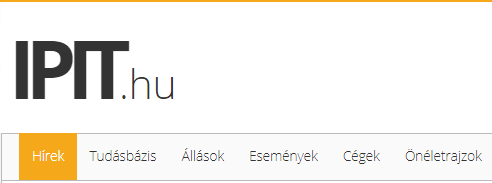 IPIT.hu
Hírek Tudásbázis Állások Események Cégek Önéletrajzok